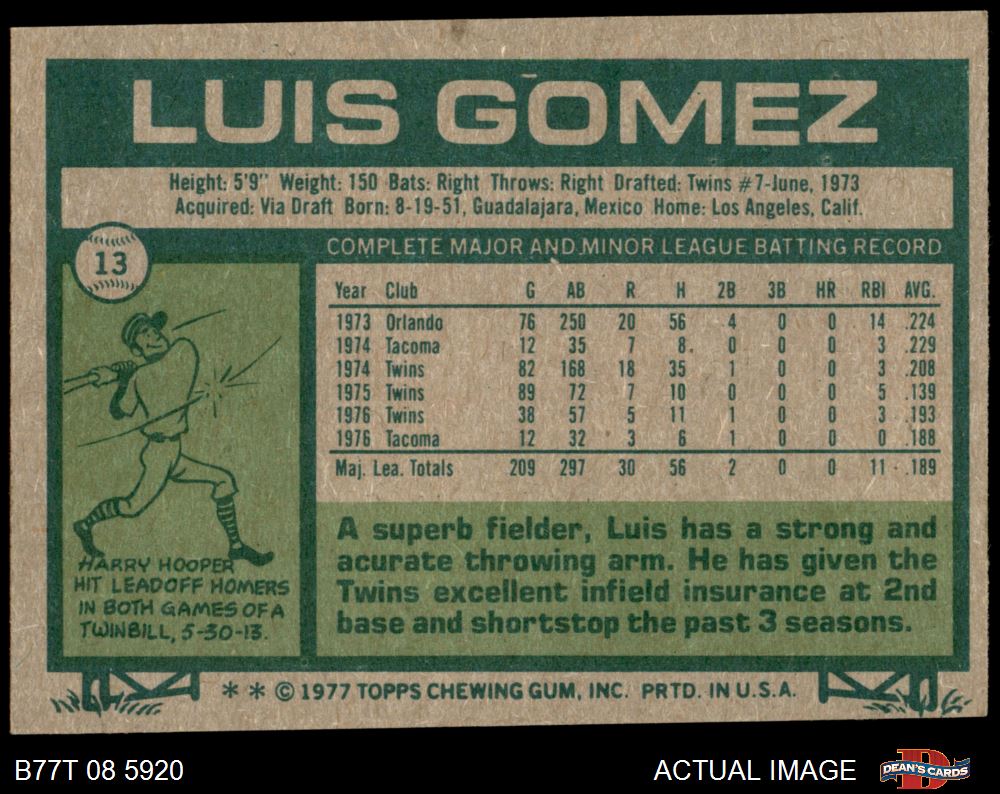 LUIS GOMEZ
Height: 5'9" Weight: 150 Bats: Right Throws: Right Drafted: Twins #7-June, 1973
Acquired: Via Draft Born: 8-19-51, Guadalajara, Mexico Home: Los Angeles, Calif.
13
COMPLETE MAJOR AND MINOR LEAGUE BATTING RECORD
Year Club G AB R H 2B 3B HR RBI AVG.
1973 Orlando 76 250 20 56 4 0 0 14 .224
1974 Tacoma 12 35 7 8 0 0 0 3 .229
1974 Twins 82 168 18 35 1 0 0 3 .208
1975 Twins 89 72 7 10 0 0 0 5 .139
1976 Twins 38 57 5 11 1 0 0 3 .193
1976 Tacoma 12 32 3 6 1 0 0 0 .188
Maj. Lea. Totals 209 297 30 56 2 0 0 11 .189
HARRY HOOPER
HIT LEADOFF HOMERS
IN BOTH GAMES OF A
TWINBILL, 5-30-13.
A superb fielder, Luis has a strong and
acurate throwing arm. He has given the
Twins excellent infield insurance at 2nd
base and shortstop the past 3 seasons.
* * © 1977 TOPPS CHEWING GUM, INC. PRTD. IN U.S.A.
B77T 08 5920
ACTUAL IMAGE
D
DEAN'S CARDS